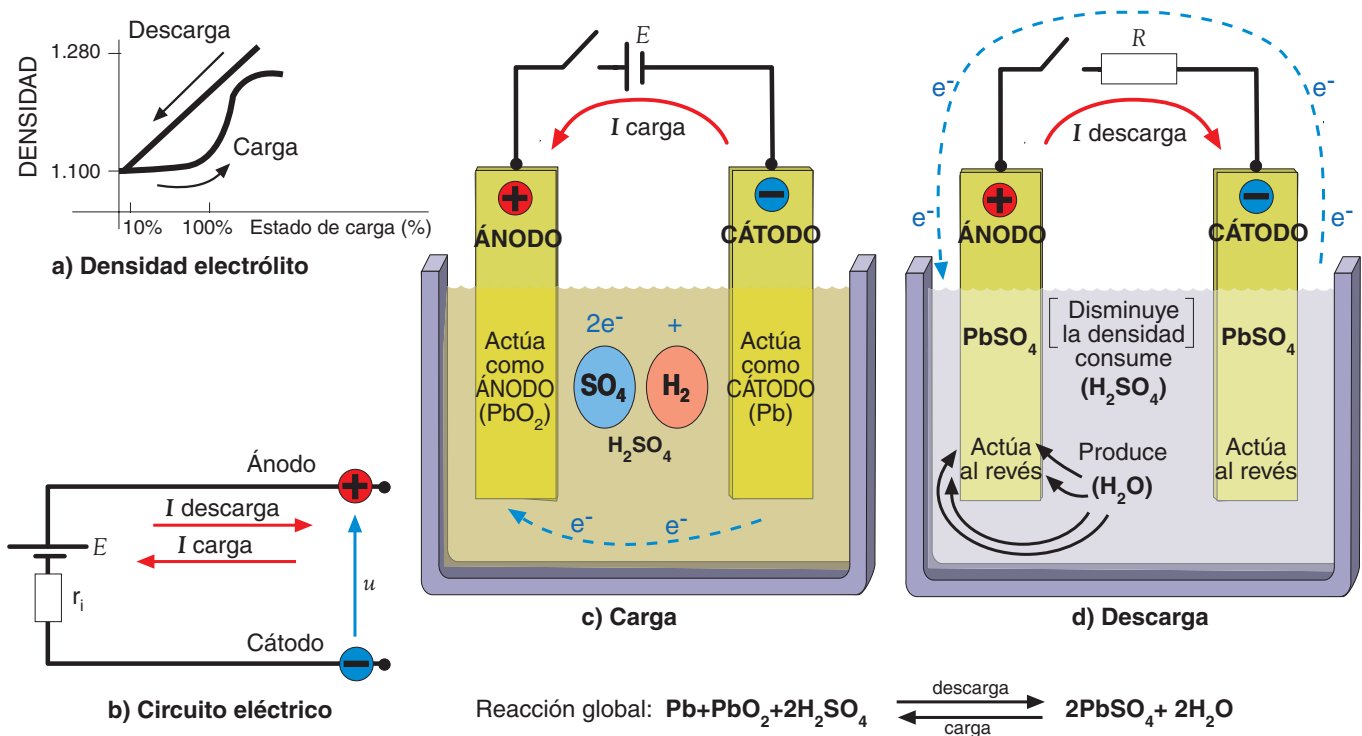 Descarga
1.280
DENSIDAD
Carga
1.100
10% 100% Estado de carga (%)
a) Densidad electrólito
Ánodo
I descarga
I carga
E
r_i
u
Cátodo
b) Circuito eléctrico
E
I carga
+
−
ÁNODO
CÁTODO
2e⁻ +
Actúa
como
ÁNODO
(PbO₂)
SO₄
H₂
H₂SO₄
Actúa
como
CÁTODO
(Pb)
e⁻ e⁻
c) Carga
R
e⁻ e⁻
I descarga
e⁻ e⁻
+
−
ÁNODO
CÁTODO
PbSO₄
[Disminuye
la densidad]
consume
(H₂SO₄)
PbSO₄
Actúa
al revés
Produce
(H₂O)
Actúa
al revés
d) Descarga
Reacción global: Pb+PbO₂+2H₂SO₄
descarga
carga
2PbSO₄+ 2H₂O